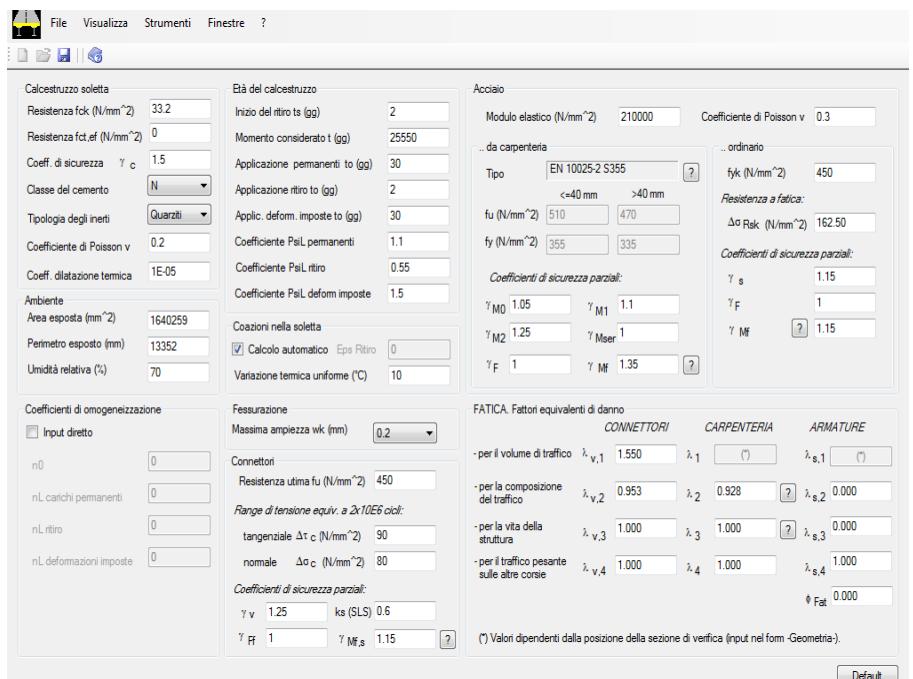 File Visualizza Strumenti Finestre ?
Calcestruzzo soletta
Resistenza fck (N/mm^2) 33.2
Resistenza fct,ef (N/mm^2) 0
Coeff. di sicurezza γ c 1.5
Classe del cemento N
Tipologia degli inerti Quarziti
Coefficiente di Poisson v 0.2
Coeff. dilatazione termica 1E-05
Ambiente
Area esposta (mm^2) 1640259
Perimetro esposto (mm) 13352
Umidità relativa (%) 70
Coefficienti di omogeneizzazione
Input diretto
n0 0
nL carichi permanenti 0
nL ritiro 0
nL deformazioni imposte 0
Età del calcestruzzo
Inizio del ritiro ts (gg) 2
Momento considerato t (gg) 25550
Applicazione permanenti to (gg) 30
Applicazione ritiro to (gg) 2
Applic. deform. imposte to (gg) 30
Coefficiente PsiL permanenti 1.1
Coefficiente PsiL ritiro 0.55
Coefficiente PsiL deform imposte 1.5
Coazioni nella soletta
Calcolo automatico Eps Ritiro 0
Variazione termica uniforme (°C) 10
Fessurazione
Massima ampiezza wk (mm) 0.2
Connettori
Resistenza utima fu (N/mm^2) 450
Range di tensione equiv. a 2x10E6 cicli:
tangenziale Δτ c (N/mm^2) 90
normale Δσ c (N/mm^2) 80
Coefficienti di sicurezza parziali:
γ v 1.25 ks (SLS) 0.6
γ Ff 1 γ Mf,s 1.15 ?
Acciaio
Modulo elastico (N/mm^2) 210000 Coefficiente di Poisson v 0.3
.. da carpenteria
Tipo EN 10025-2 S355 ?
<=40 mm >40 mm
fu (N/mm^2) 510 470
fy (N/mm^2) 355 335
Coefficienti di sicurezza parziali:
γ M0 1.05 γ M1 1.1
γ M2 1.25 γ Mser 1
γ F 1 γ Mf 1.35 ?
.. ordinario
fyk (N/mm^2) 450
Resistenza a fatica:
Δσ Rsk (N/mm^2) 162.50
Coefficienti di sicurezza parziali:
γ s 1.15
γ F 1
γ Mf ? 1.15
FATICA. Fattori equivalenti di danno
CONNETTORI CARPENTERIA ARMATURE
- per il volume di traffico λ v,1 1.550 λ 1 (*) λ s,1 (*)
- per la composizione
del traffico λ v,2 0.953 λ 2 0.928 ? λ s,2 0.000
- per la vita della
struttura λ v,3 1.000 λ 3 1.000 ? λ s,3 0.000
- per il traffico pesante
sulle altre corsie λ v,4 1.000 λ 4 1.000 λ s,4 1.000
ϕ Fat 0.000
(*) Valori dipendenti dalla posizione della sezione di verifica (input nel form -Geometria-).
Default